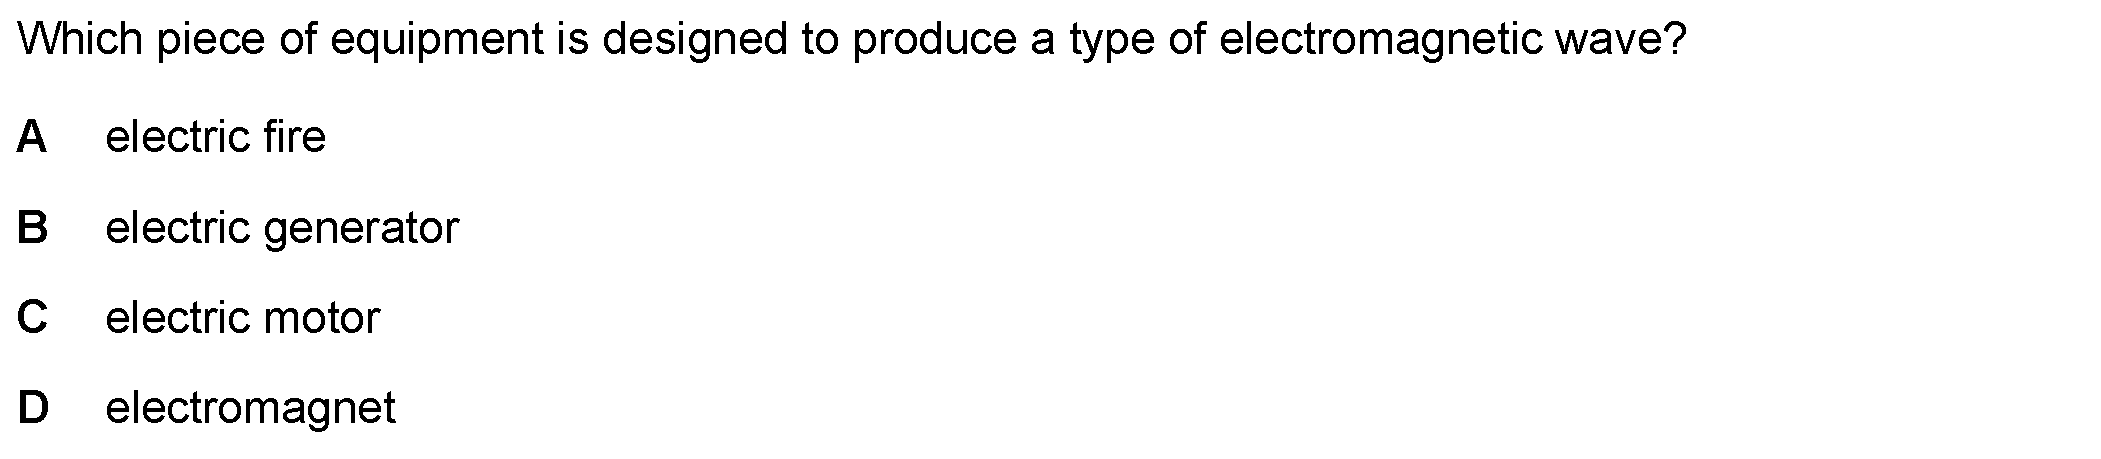 Which piece of equipment is designed to produce a type of electromagnetic wave?
A electric fire
B electric generator
C electric motor
D electromagnet